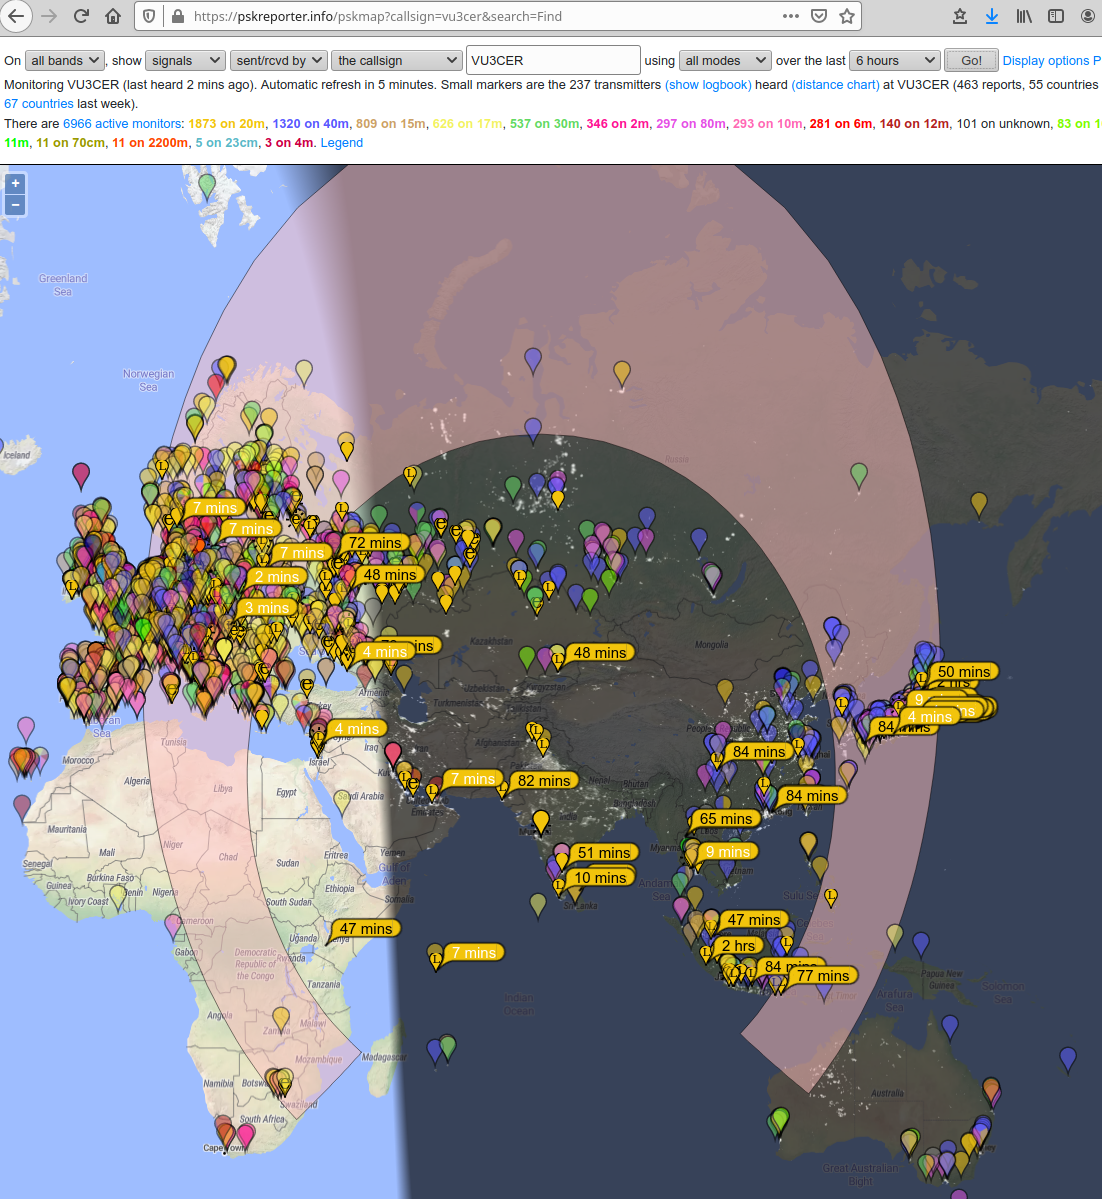 https://pskreporter.info/pskmap?callsign=vu3cer&search=Find
On all bands , show signals sent/rcvd by the callsign VU3CER using all modes over the last 6 hours Go! Display options P
Monitoring VU3CER (last heard 2 mins ago). Automatic refresh in 5 minutes. Small markers are the 237 transmitters (show logbook) heard (distance chart) at VU3CER (463 reports, 55 countries
67 countries last week).
There are 6966 active monitors: 1873 on 20m, 1320 on 40m, 809 on 15m, 626 on 17m, 537 on 30m, 346 on 2m, 297 on 80m, 293 on 10m, 281 on 6m, 140 on 12m, 101 on unknown, 83 on 1
11m, 11 on 70cm, 11 on 2200m, 5 on 23cm, 3 on 4m. Legend
+
−
Greenland
Sea
Norwegian
Sea
Iceland
Russia
7 mins
7 mins
72 mins
7 mins
2 mins
48 mins
3 mins
Kazakhstan
Mongolia
4 mins
48 mins
50 mins
Armenia
Turkmenistan
4 mins
84
4 mins
Tunisia
Syria
Iraq
Afghanistan
84 mins
Morocco
Israel
Algeria
Libya
Egypt
7 mins
82 mins
Nepal
Bhutan
84 mins
Saudi Arabia
Emirates
India
Bangladesh
Mauritania
65 mins
Mali
Niger
Chad
Sudan
Eritrea
Yemen
Myanmar
9 mins
Senegal
Burkina Faso
Gulf of
Aden
51 mins
Guinea
Benin
Nigeria
Ethiopia
Somalia
10 mins
Ivory Coast
South Sudan
Sri Lanka
Cameroon
47 mins
Uganda
47 mins
Gabon
Democratic
Republic of
the Congo
Rwanda
7 mins
2 hrs
84 mins
77 mins
Tanzania
Indian
Ocean
Papua New
Guinea
Solomon
Sea
Arafura
Sea
Angola
Zambia
Malawi
Mozambique
Madagascar
Namibia
Botswana
Swaziland
South Africa
Cape Town
Australia
Great Australian
Bight